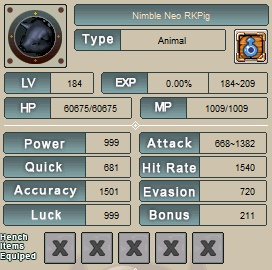 Nimble Neo RKPig
Type Animal
LV 184 EXP 0.00% 184~209
HP 60675/60675 MP 1009/1009
Power 999 Attack 668~1382
Quick 681 Hit Rate 1540
Accuracy 1501 Evasion 720
Luck 999 Bonus 211
Hench
Items
Equiped
X X X X X